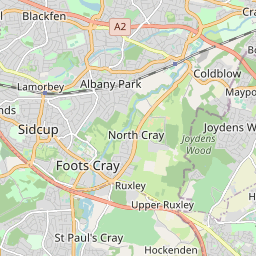 Blackfen
A2
Coldblow
Lamorbey
Albany Park
Maypo
nds
Joydens W
Sidcup
North Cray
Joydens
Wood
Foots Cray
Ruxley
Upper Ruxley
St Paul's Cray
Hockenden